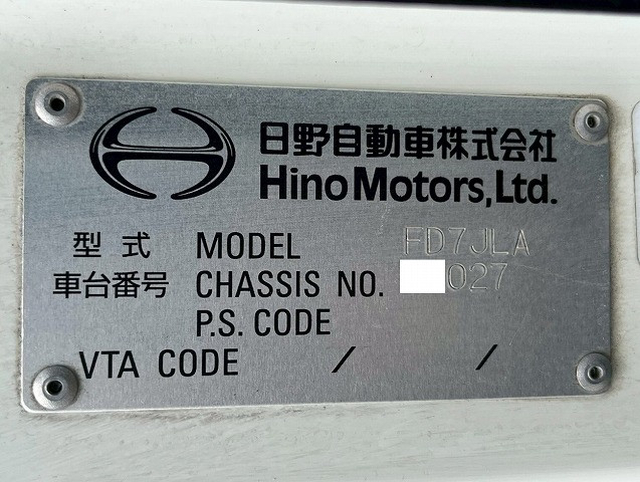 日野自動車株式会社
Hino Motors, Ltd.
型式 MODEL FD7JLA
車台番号 CHASSIS NO. 027
P.S. CODE
VTA CODE / /